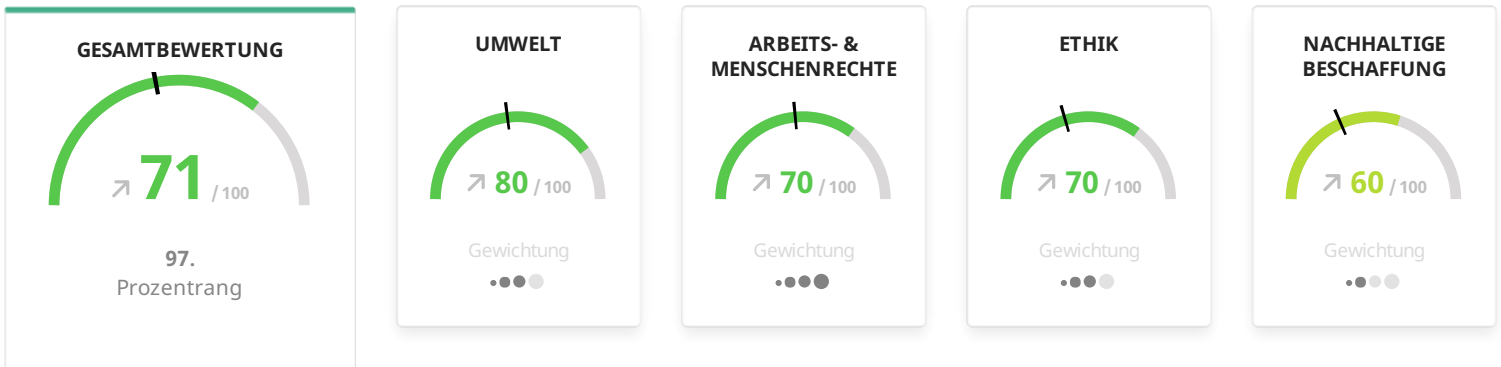 GESAMTBEWERTUNG
71 / 100
97.
Prozentrang
UMWELT
80 / 100
Gewichtung
ARBEITS- &
MENSCHENRECHTE
70 / 100
Gewichtung
ETHIK
70 / 100
Gewichtung
NACHHALTIGE
BESCHAFFUNG
60 / 100
Gewichtung